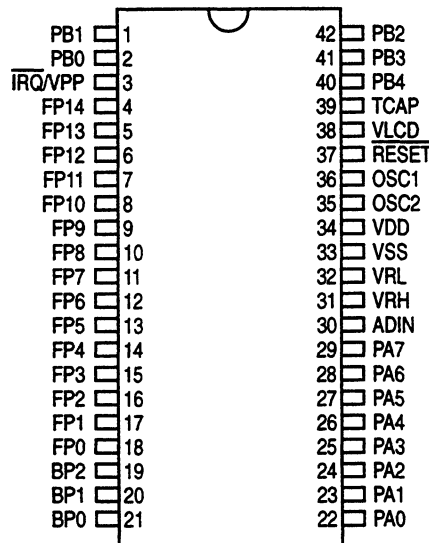 PB1 1 42 PB2
PB0 2 41 PB3
IRQ/VPP 3 40 PB4
FP14 4 39 TCAP
FP13 5 38 VLCD
FP12 6 37 RESET
FP11 7 36 OSC1
FP10 8 35 OSC2
FP9 9 34 VDD
FP8 10 33 VSS
FP7 11 32 VRL
FP6 12 31 VRH
FP5 13 30 ADIN
FP4 14 29 PA7
FP3 15 28 PA6
FP2 16 27 PA5
FP1 17 26 PA4
FP0 18 25 PA3
BP2 19 24 PA2
BP1 20 23 PA1
BP0 21 22 PA0